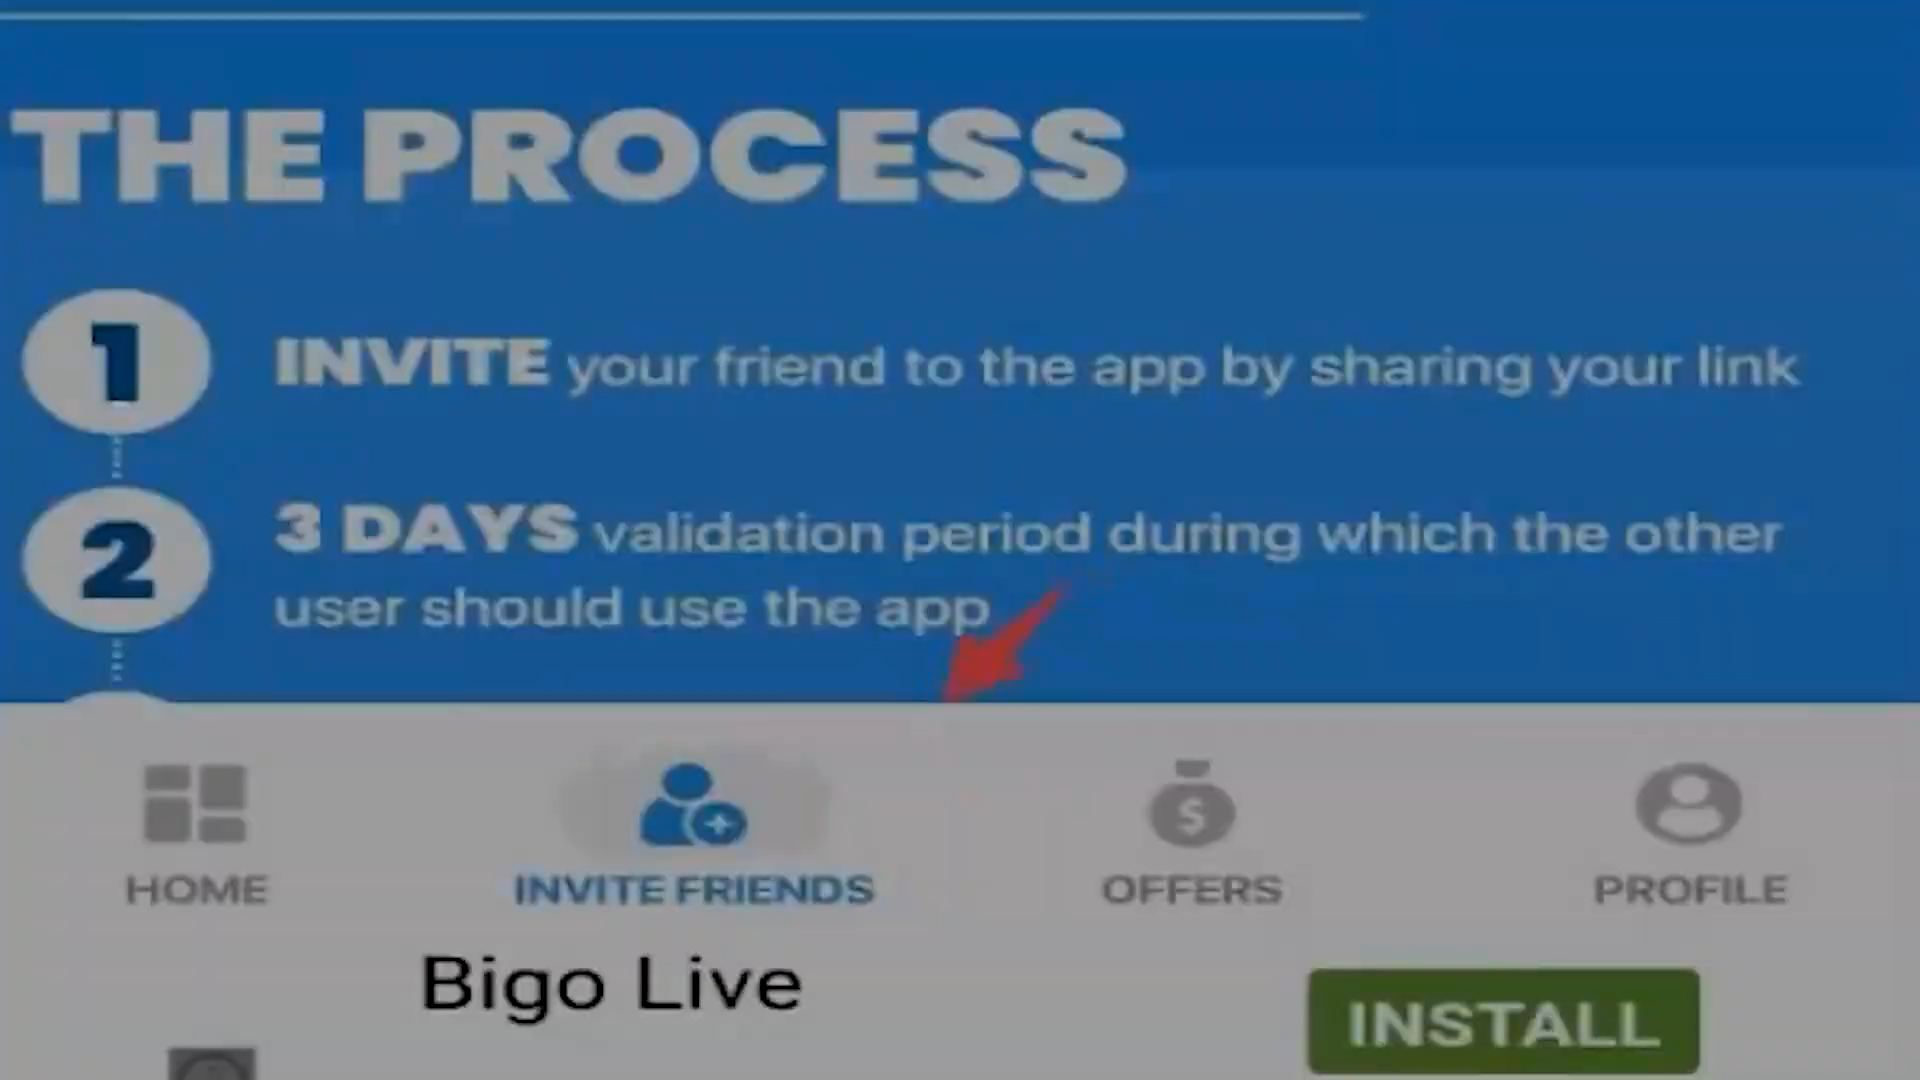 THE PROCESS
1
INVITE your friend to the app by sharing your link
2
3 DAYS validation period during which the other
user should use the app
HOME
INVITE FRIENDS
$
OFFERS
PROFILE
Bigo Live
INSTALL